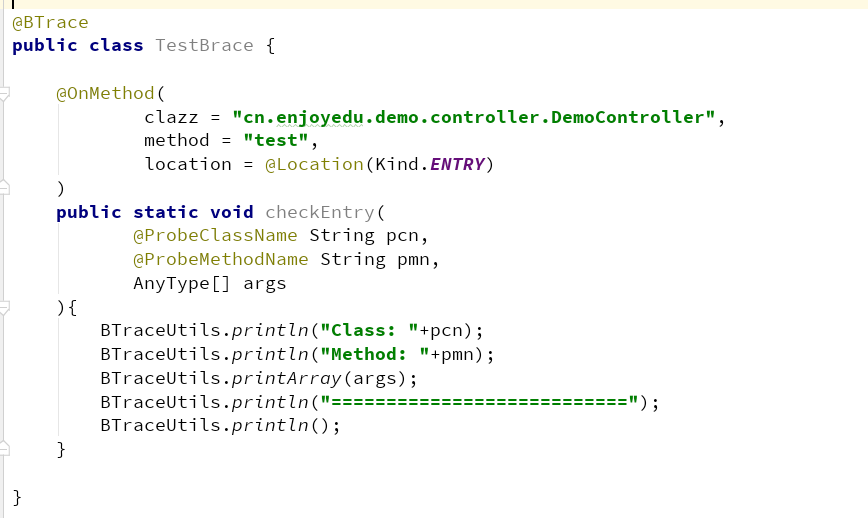 @BTrace
public class TestBrace {
@OnMethod(
clazz = "cn.enjoyedu.demo.controller.DemoController",
method = "test",
location = @Location(Kind.ENTRY)
)
public static void checkEntry(
@ProbeClassName String pcn,
@ProbeMethodName String pmn,
AnyType[] args
){
BTraceUtils.println("Class: "+pcn);
BTraceUtils.println("Method: "+pmn);
BTraceUtils.printArray(args);
BTraceUtils.println("===========================");
BTraceUtils.println();
}
}